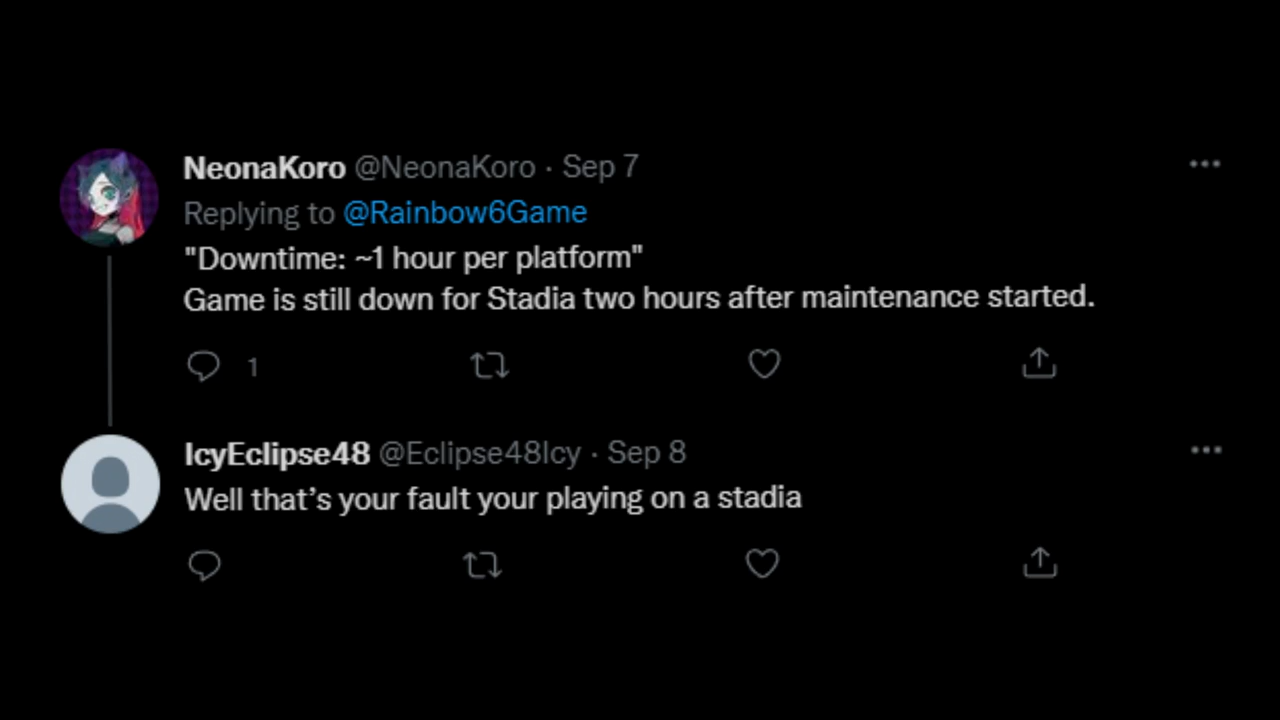 NeonaKoro @NeonaKoro · Sep 7
Replying to @Rainbow6Game
"Downtime: ~1 hour per platform"
Game is still down for Stadia two hours after maintenance started.
1
IcyEclipse48 @Eclipse48Icy · Sep 8
Well that’s your fault your playing on a stadia